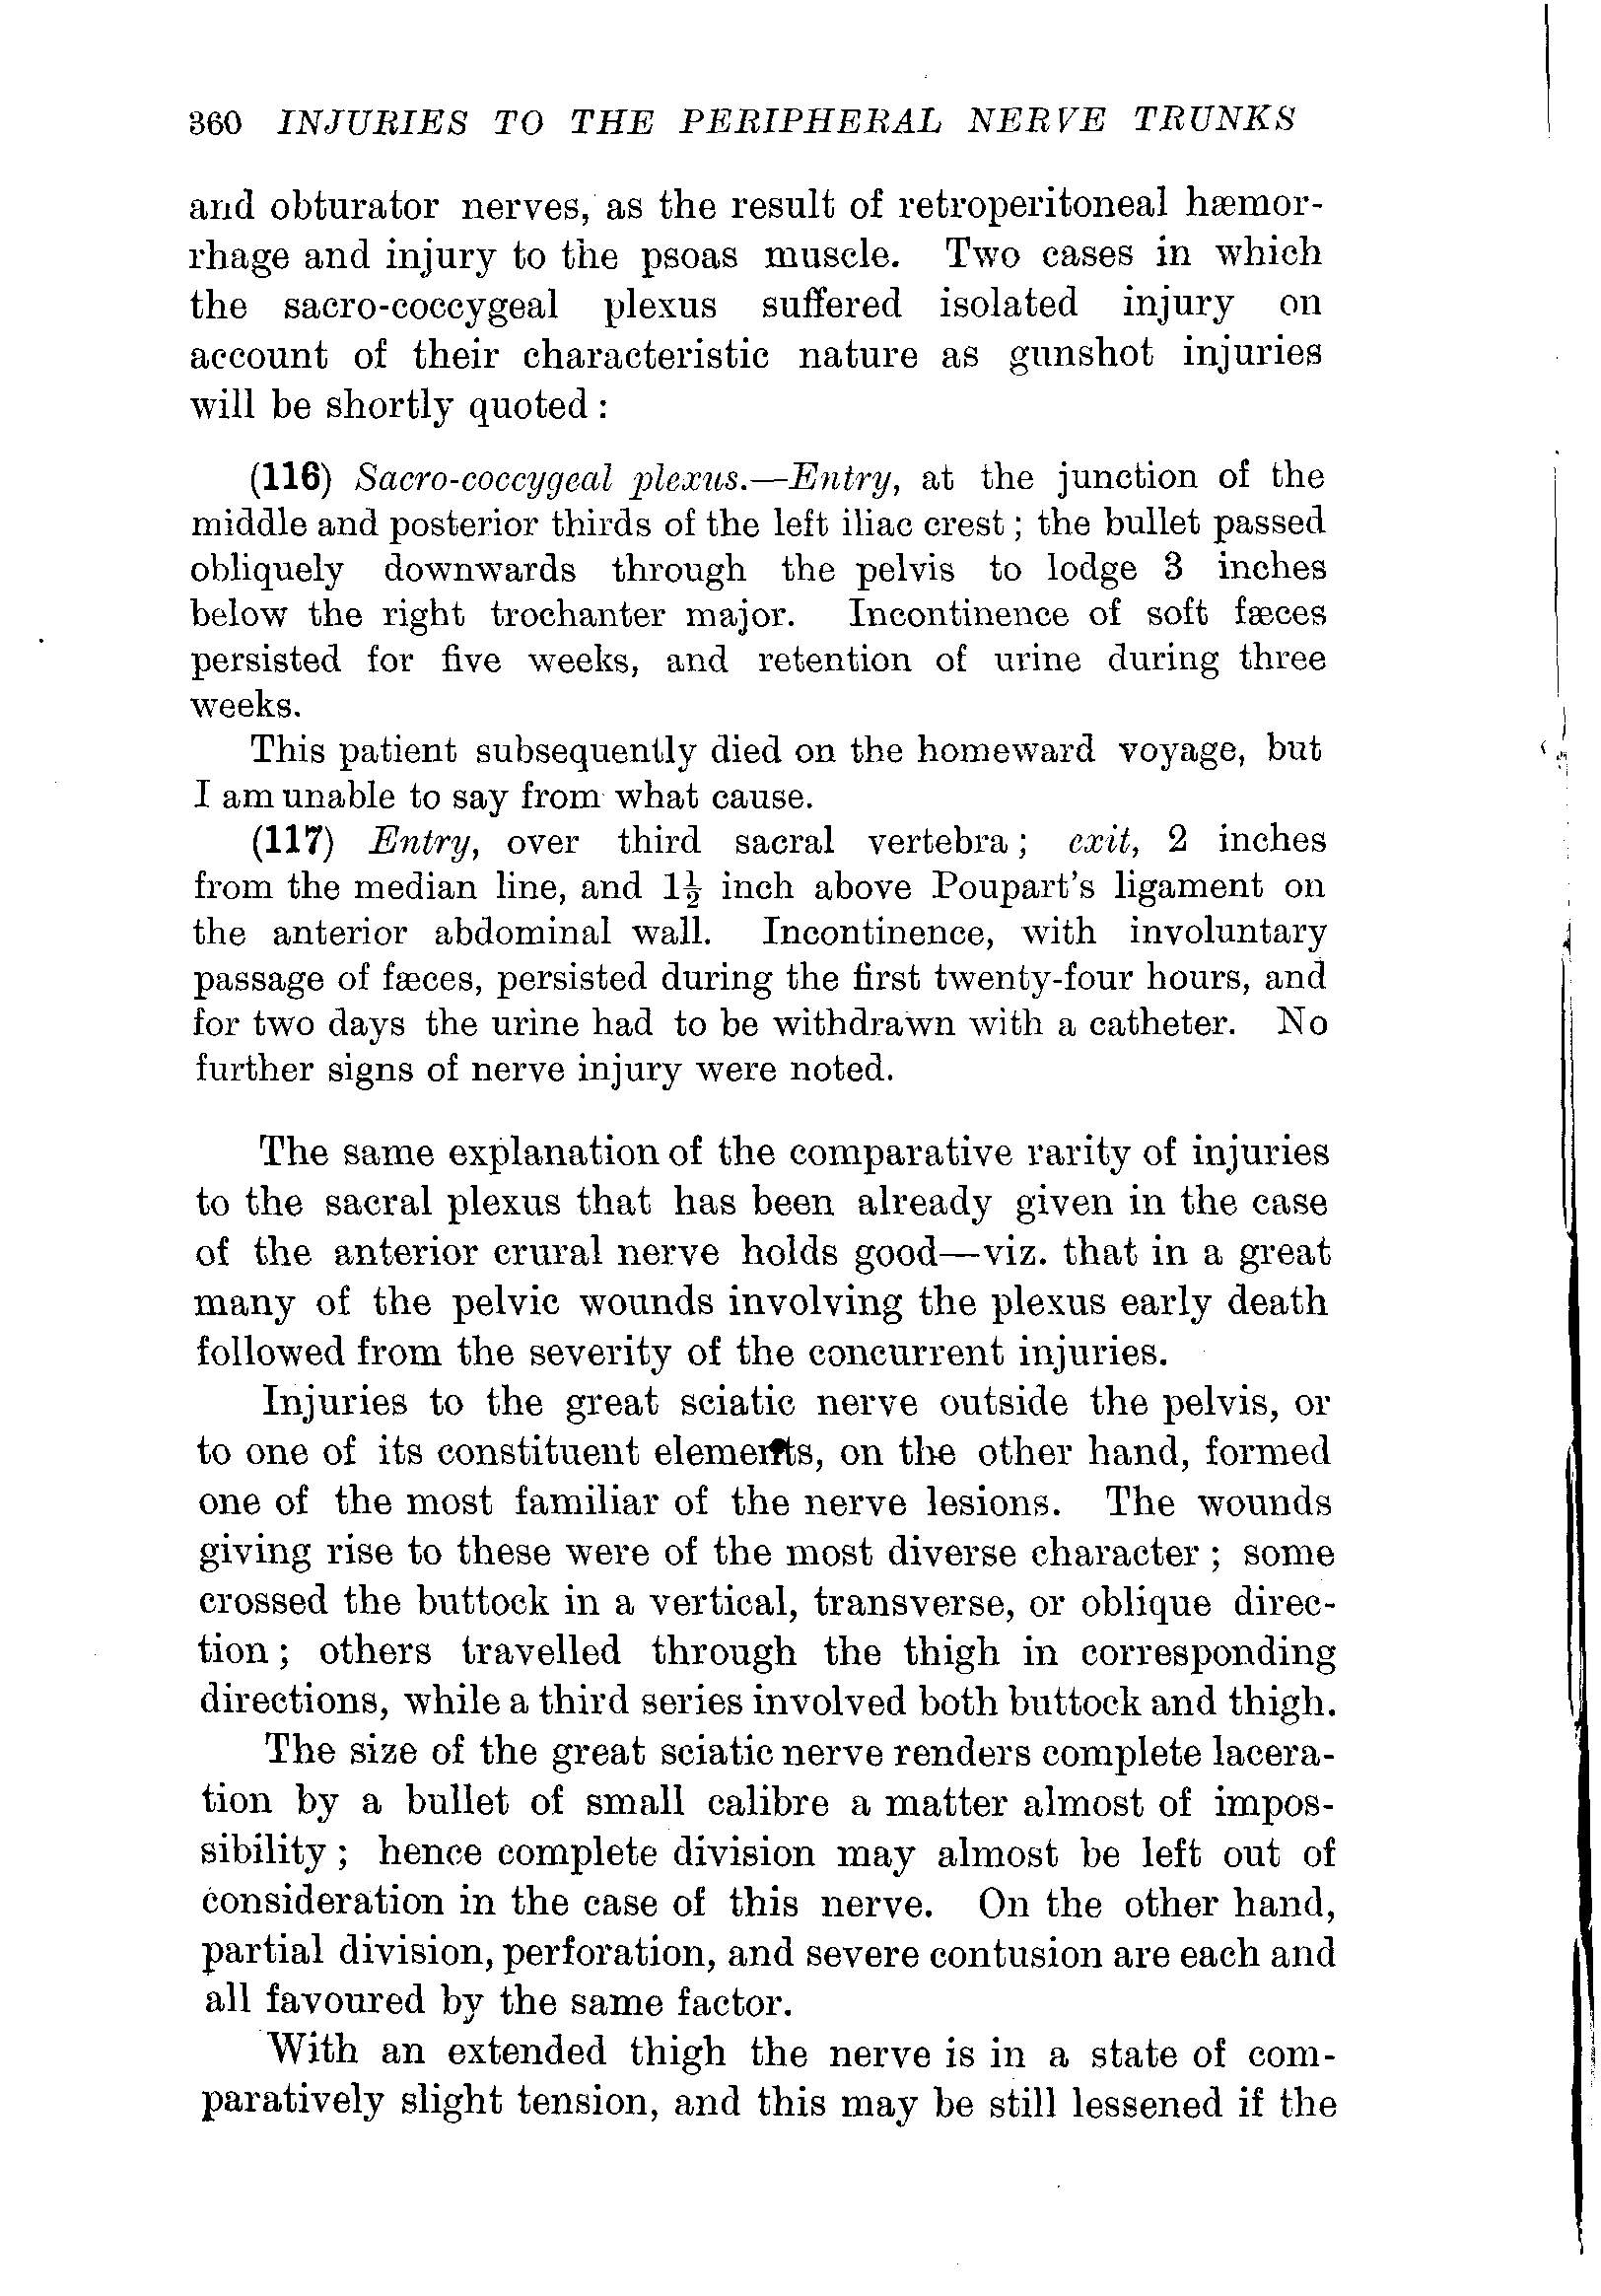 360 INJURIES TO THE PERIPHERAL NERVE TRUNKS
and obturator nerves, as the result of retroperitoneal hæmor-
rhage and injury to the psoas muscle. Two cases in which
the sacro-coccygeal plexus suffered isolated injury on
account of their characteristic nature as gunshot injuries
will be shortly quoted :
(116) Sacro-coccygeal plexus.—Entry, at the junction of the
middle and posterior thirds of the left iliac crest ; the bullet passed
obliquely downwards through the pelvis to lodge 3 inches
below the right trochanter major. Incontinence of soft fæces
persisted for five weeks, and retention of urine during three
weeks.
This patient subsequently died on the homeward voyage, but
I am unable to say from what cause.
(117) Entry, over third sacral vertebra ; exit, 2 inches
from the median line, and 1½ inch above Poupart's ligament on
the anterior abdominal wall. Incontinence, with involuntary
passage of fæces, persisted during the first twenty-four hours, and
for two days the urine had to be withdrawn with a catheter. No
further signs of nerve injury were noted.
The same explanation of the comparative rarity of injuries
to the sacral plexus that has been already given in the case
of the anterior crural nerve holds good—viz. that in a great
many of the pelvic wounds involving the plexus early death
followed from the severity of the concurrent injuries.
Injuries to the great sciatic nerve outside the pelvis, or
to one of its constituent elements, on the other hand, formed
one of the most familiar of the nerve lesions. The wounds
giving rise to these were of the most diverse character ; some
crossed the buttock in a vertical, transverse, or oblique direc-
tion ; others travelled through the thigh in corresponding
directions, while a third series involved both buttock and thigh.
The size of the great sciatic nerve renders complete lacera-
tion by a bullet of small calibre a matter almost of impos-
sibility ; hence complete division may almost be left out of
consideration in the case of this nerve. On the other hand,
partial division, perforation, and severe contusion are each and
all favoured by the same factor.
With an extended thigh the nerve is in a state of com-
paratively slight tension, and this may be still lessened if the